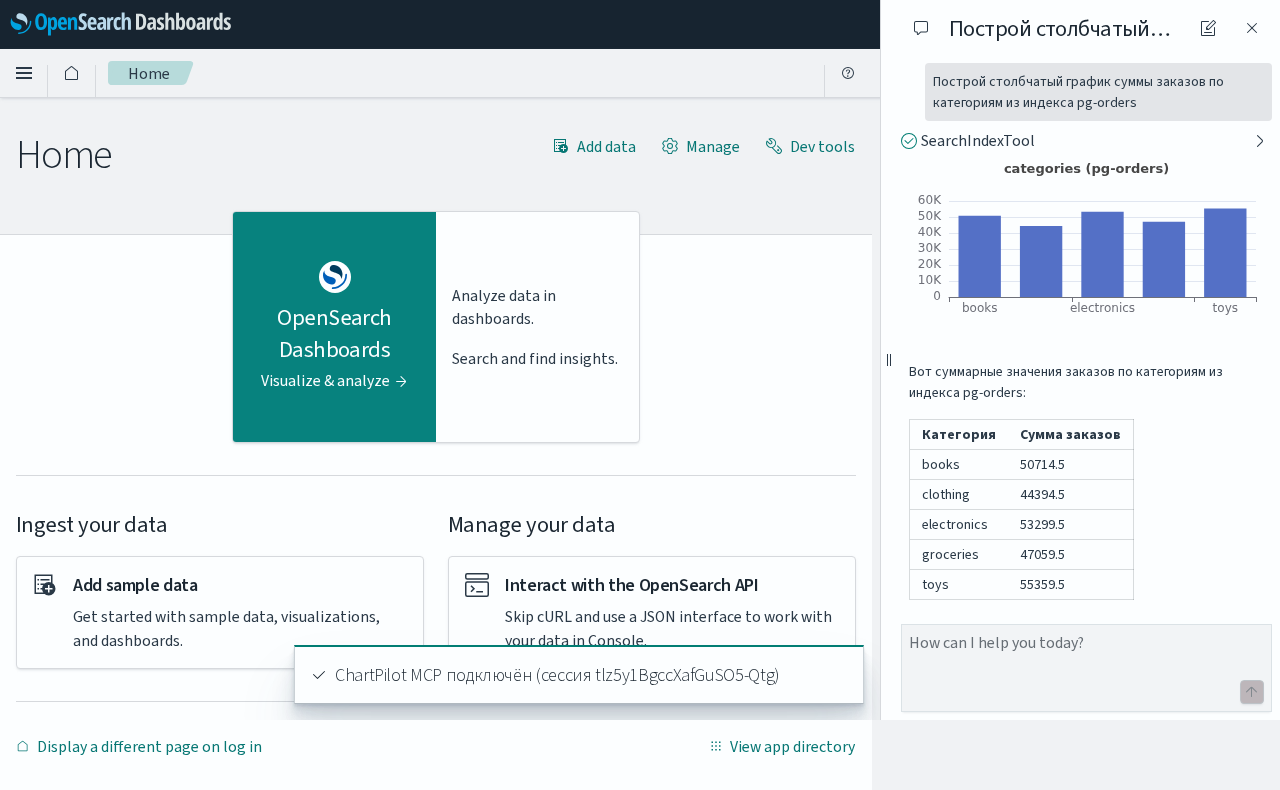 OpenSearch Dashboards
Home
Home
Add data
Manage
Dev tools
OpenSearch
Dashboards
Visualize & analyze
Analyze data in
dashboards.
Search and find insights.
Ingest your data
Add sample data
Get started with sample data, visualizations,
and dashboards.
Manage your data
Interact with the OpenSearch API
Skip cURL and use a JSON interface to work with
your data in Console.
ChartPilot MCP подключён (сессия tlz5y1BgccXafGuSO5-Qtg)
Display a different page on log in
View app directory
Построй столбчатый...
Построй столбчатый график суммы заказов по
категориям из индекса pg-orders
SearchIndexTool
categories (pg-orders)
60K
50K
40K
30K
20K
10K
0
books electronics toys
Вот суммарные значения заказов по категориям из
индекса pg-orders:
Категория Сумма заказов
books 50714.5
clothing 44394.5
electronics 53299.5
groceries 47059.5
toys 55359.5
How can I help you today?